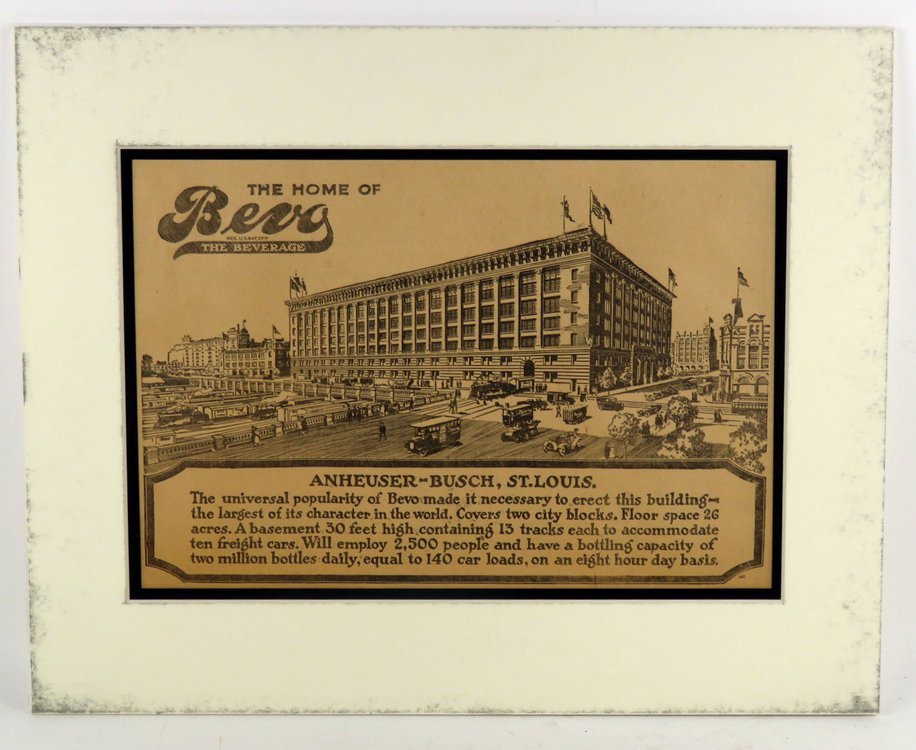 THE HOME OF
Bevo
REG. U.S. PAT. OFF.
THE BEVERAGE
ANHEUSER-BUSCH, ST. LOUIS.
The universal popularity of Bevo made it necessary to erect this building—
the largest of its character in the world. Covers two city blocks. Floor space 26
acres. A basement 30 feet high containing 13 tracks each to accommodate
ten freight cars. Will employ 2,500 people and have a bottling capacity of
two million bottles daily, equal to 140 car loads, on an eight hour day basis.